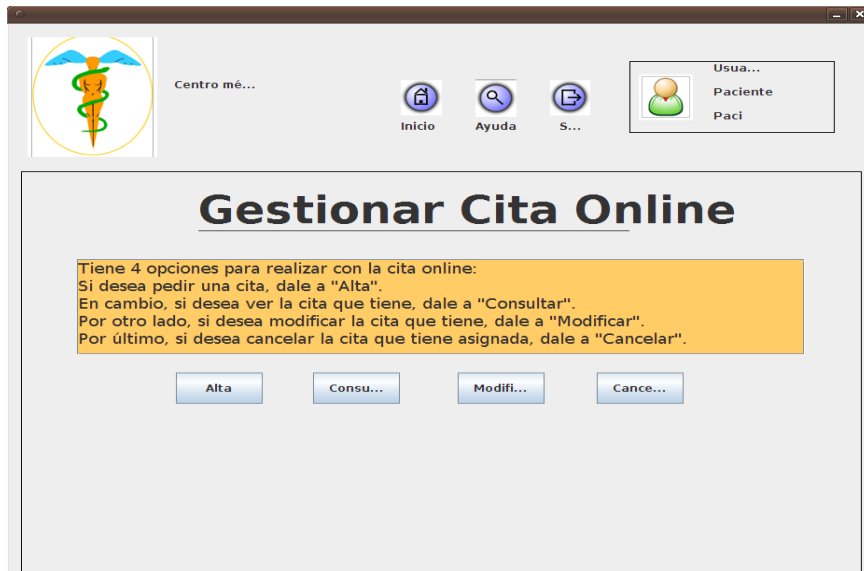 Centro mé...
Inicio
Ayuda
S...
Usua...
Paciente
Paci
Gestionar Cita Online
Tiene 4 opciones para realizar con la cita online:
Si desea pedir una cita, dale a "Alta".
En cambio, si desea ver la cita que tiene, dale a "Consultar".
Por otro lado, si desea modificar la cita que tiene, dale a "Modificar".
Por último, si desea cancelar la cita que tiene asignada, dale a "Cancelar".
Alta
Consu...
Modifi...
Cance...